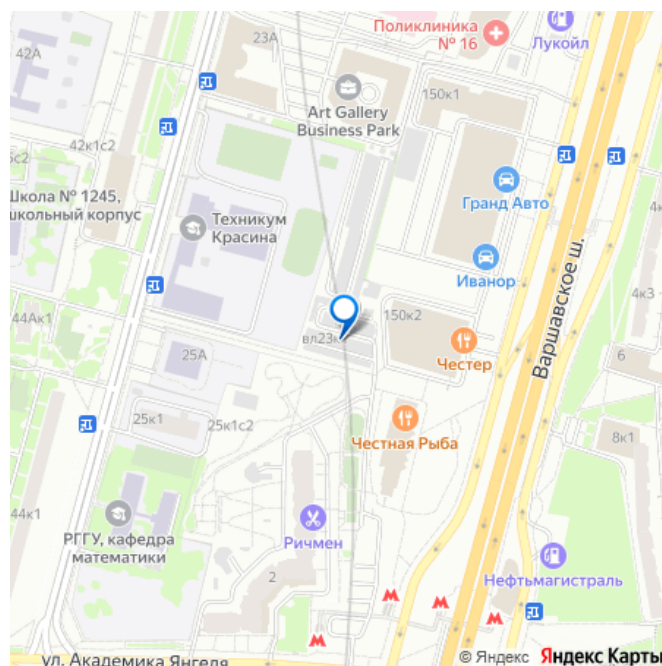 Поликлиника
№ 16
Лукойл
23А
42А
150к1
Art Gallery
Business Park
42к1с2
Гранд Авто
Школа № 1245,
школьный корпус
Техникум
Красина
Иванор
Варшавское ш.
4к3
44Ак1
150к2
вл23
25А
Честер
6
25к1
25к1с2
Честная Рыба
8к1
44к1
РГГУ, кафедра
математики
Ричмен
2
Нефтьмагистраль
ул. Академика Янгеля
© Яндекс Яндекс Карты